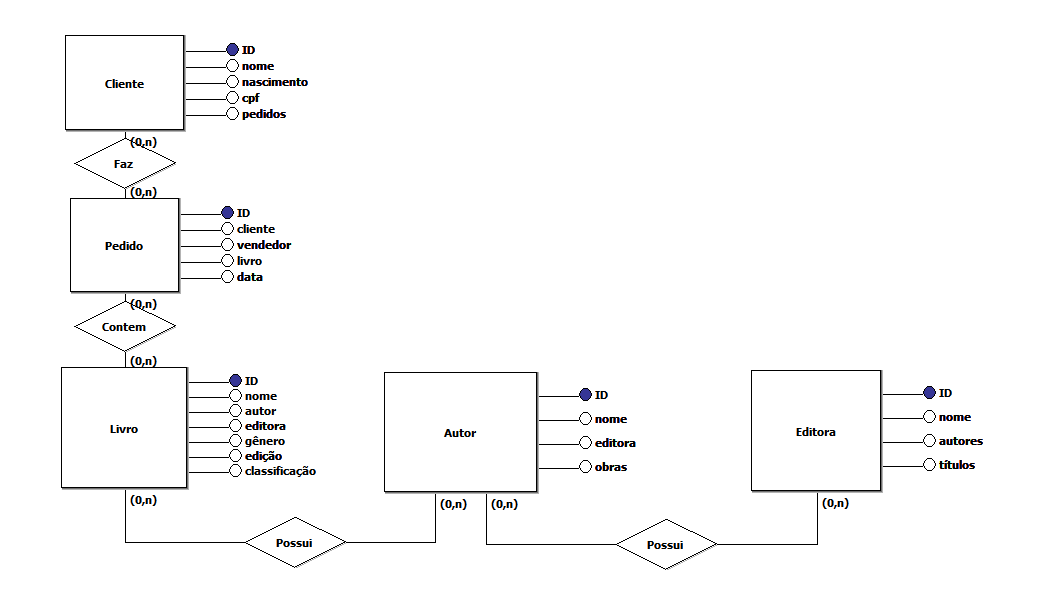 Cliente
ID
nome
nascimento
cpf
pedidos
(0,n)
Faz
(0,n)
Pedido
ID
cliente
vendedor
livro
data
(0,n)
Contem
(0,n)
Livro
ID
nome
autor
editora
gênero
edição
classificação
(0,n)
Possui
Autor
ID
nome
editora
obras
(0,n)
(0,n)
Possui
Editora
ID
nome
autores
títulos
(0,n)